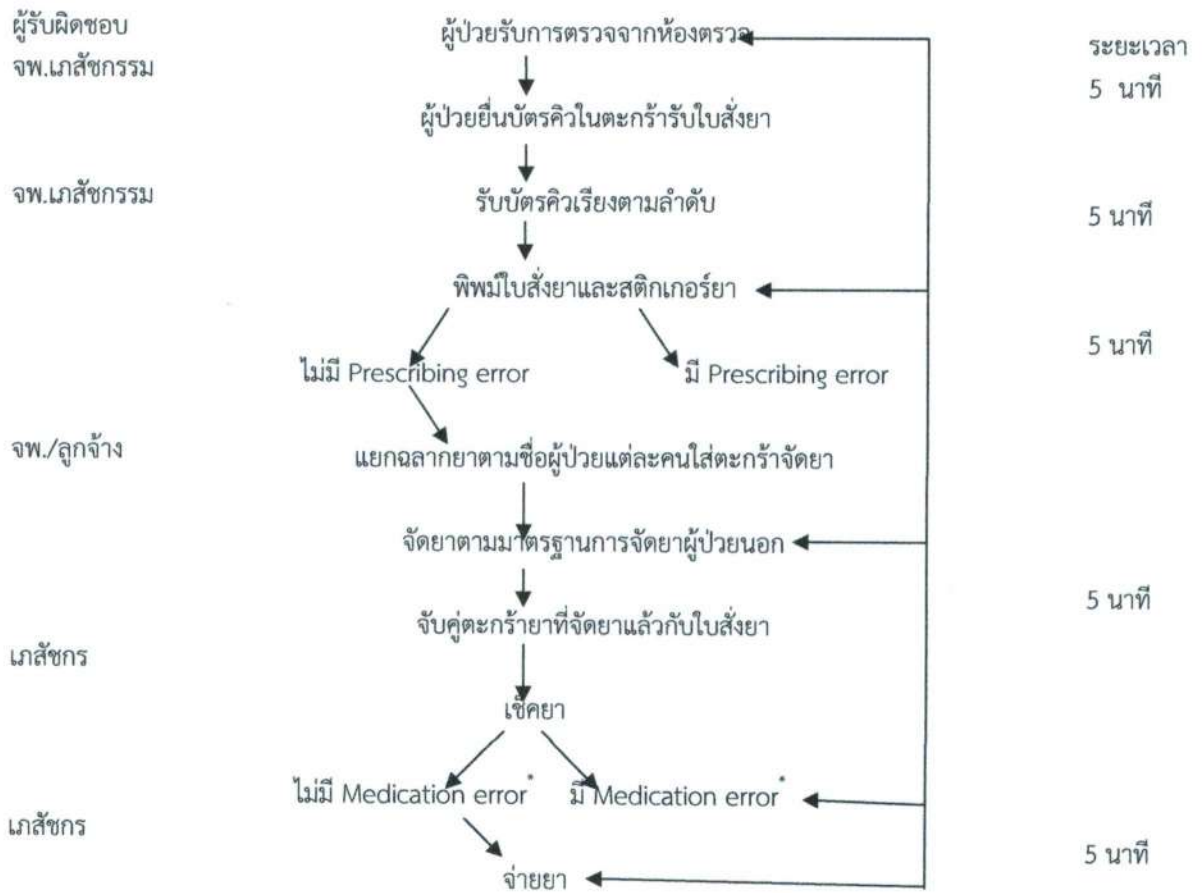 ผู้รับผิดชอบ
ผู้ป่วยรับการตรวจจากห้องตรวจ
ระยะเวลา
จพ.เภสัชกรรม
5 นาที
ผู้ป่วยยื่นบัตรคิวในตะกร้ารับใบสั่งยา
จพ.เภสัชกรรม
รับบัตรคิวเรียงตามลำดับ
5 นาที
พิพม์ใบสั่งยาและสติกเกอร์ยา
5 นาที
ไม่มี Prescribing error
มี Prescribing error
จพ./ลูกจ้าง
แยกฉลากยาตามชื่อผู้ป่วยแต่ละคนใส่ตะกร้าจัดยา
จัดยาตามมาตรฐานการจัดยาผู้ป่วยนอก
5 นาที
จับคู่ตะกร้ายาที่จัดยาแล้วกับใบสั่งยา
เภสัชกร
เช็คยา
ไม่มี Medication error*
มี Medication error*
เภสัชกร
5 นาที
จ่ายยา